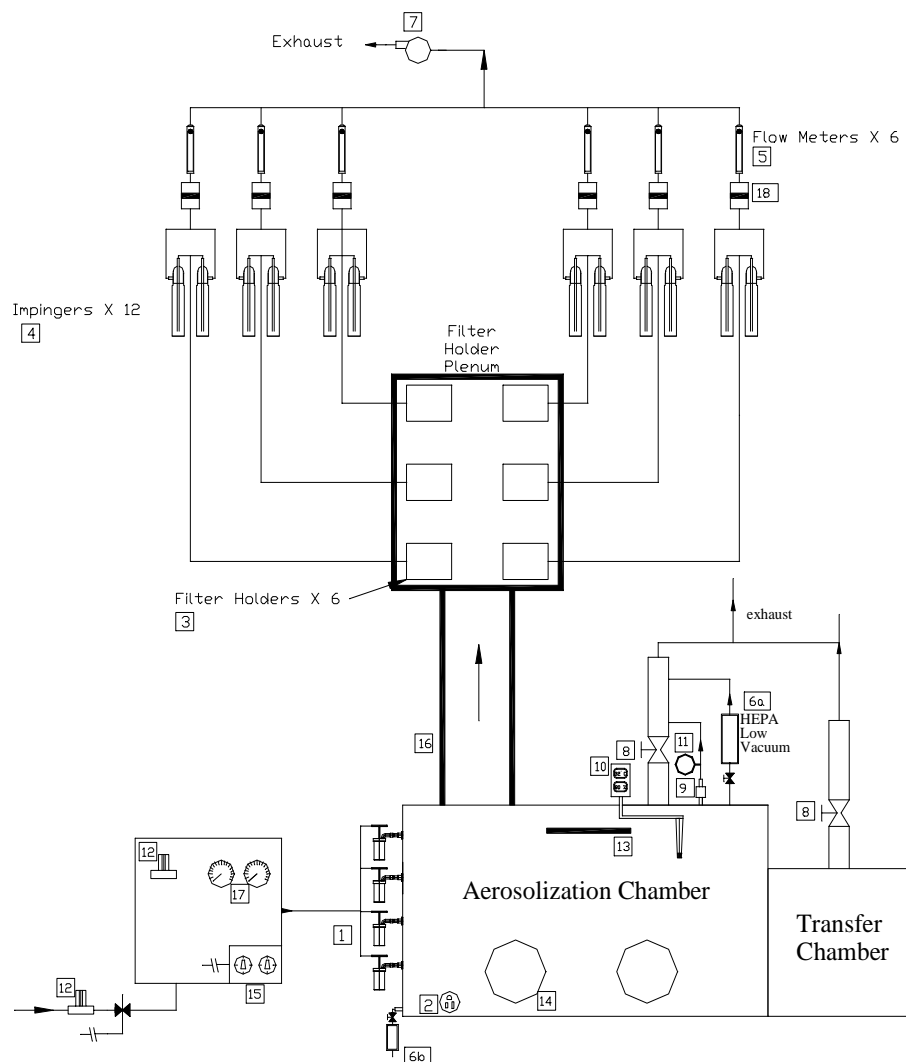 7
Exhaust
Flow Meters X 6
5
18
Impingers X 12
4
Filter
Holder
Plenum
Filter Holders X 6
3
exhaust
6a
HEPA
Low
Vacuum
16
8
11
10
9
8
13
12
17
Aerosolization Chamber
Transfer
Chamber
1
12
15
2
14
6b